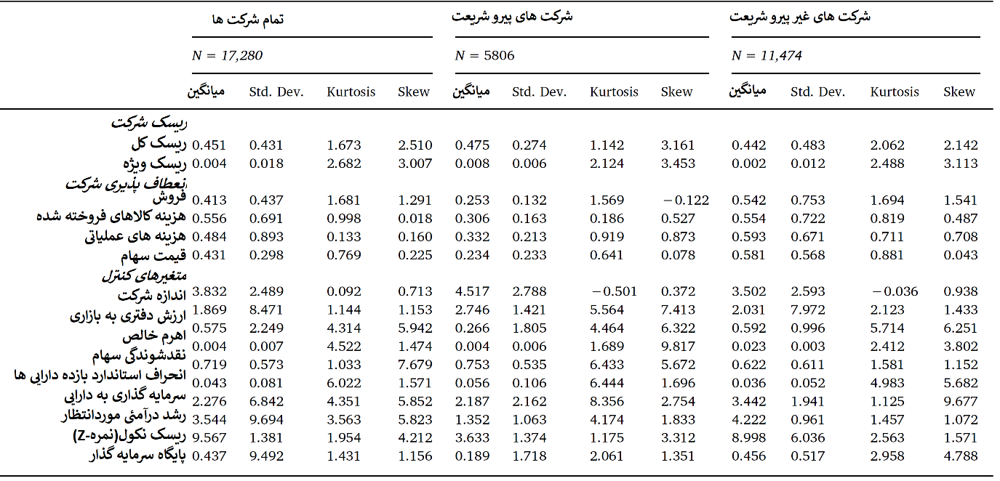 تمام شرکت ها شرکت های پیرو شریعت شرکت های غیر پیرو شریعت
N = 17,280 N = 5806 N = 11,474
میانگین Std. Dev. Kurtosis Skew میانگین Std. Dev. Kurtosis Skew میانگین Std. Dev. Kurtosis Skew
ریسک شرکت
ریسک کل 0.451 0.431 1.673 2.510 0.475 0.274 1.142 3.161 0.442 0.483 2.062 2.142
ریسک ویژه 0.004 0.018 2.682 3.007 0.008 0.006 2.124 3.453 0.002 0.012 2.488 3.113
انعطاف پذیری شرکت
فروش 0.413 0.437 1.681 1.291 0.253 0.132 1.569 −0.122 0.542 0.753 1.694 1.541
هزینه کالاهای فروخته شده 0.556 0.691 0.998 0.018 0.306 0.163 0.186 0.527 0.554 0.722 0.819 0.487
هزینه های عملیاتی 0.484 0.893 0.133 0.160 0.332 0.213 0.919 0.873 0.593 0.671 0.711 0.708
قیمت سهام 0.431 0.298 0.769 0.225 0.234 0.233 0.641 0.078 0.581 0.568 0.881 0.043
متغیرهای کنترل
اندازه شرکت 3.832 2.489 0.092 0.713 4.517 2.788 −0.501 0.372 3.502 2.593 −0.036 0.938
ارزش دفتری به بازاری 1.869 8.471 1.144 1.153 2.746 1.421 5.564 7.413 2.031 7.972 2.123 1.433
اهرم خالص 0.575 2.249 4.314 5.942 0.266 1.805 4.464 6.322 0.592 0.996 5.714 6.251
نقدشوندگی سهام 0.004 0.007 4.522 1.474 0.004 0.006 1.689 9.817 0.023 0.003 2.412 3.802
انحراف استاندارد بازده دارایی ها 0.719 0.573 1.033 7.679 0.753 0.535 6.433 5.672 0.622 0.611 1.581 1.152
سرمایه گذاری به دارایی 0.043 0.081 6.022 1.571 0.056 0.106 6.444 1.696 0.036 0.052 4.983 5.682
رشد درآمئی موردانتظار 2.276 6.842 4.351 5.852 2.187 2.162 8.356 2.754 3.442 1.941 1.125 9.677
ریسک نکول(نمره-Z) 3.544 9.694 3.563 5.823 1.352 1.063 4.174 1.833 4.222 0.961 1.457 1.072
پایگاه سرمایه گذار 9.567 1.381 1.954 4.212 3.633 1.374 1.175 3.312 8.998 6.036 2.563 1.571
0.437 9.492 1.431 1.156 0.189 1.718 2.061 1.351 0.456 0.517 2.958 4.788